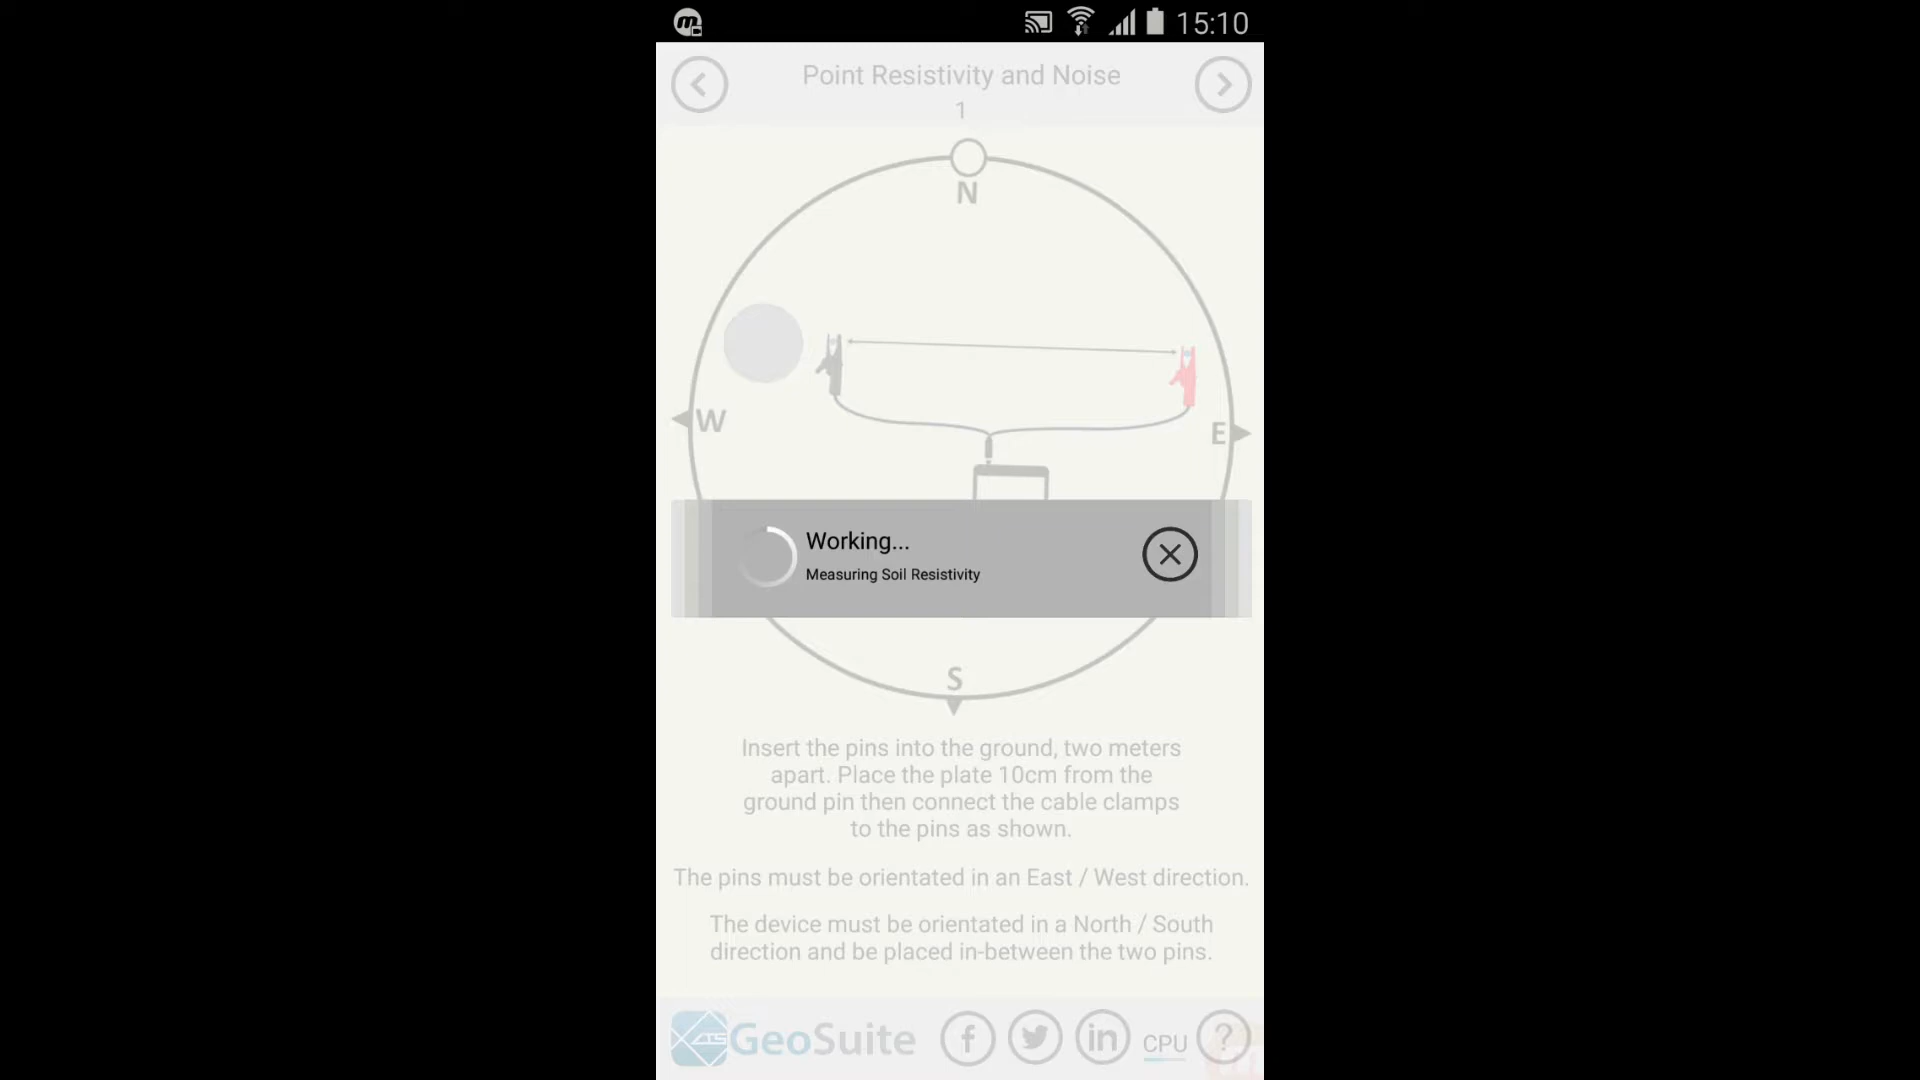 15:10
Point Resistivity and Noise
1
N
W
E
Working...
Measuring Soil Resistivity
S
Insert the pins into the ground, two meters
apart. Place the plate 10cm from the
ground pin then connect the cable clamps
to the pins as shown.
The pins must be orientated in an East / West direction.
The device must be orientated in a North / South
direction and be placed in-between the two pins.
GeoSuite
CPU
?